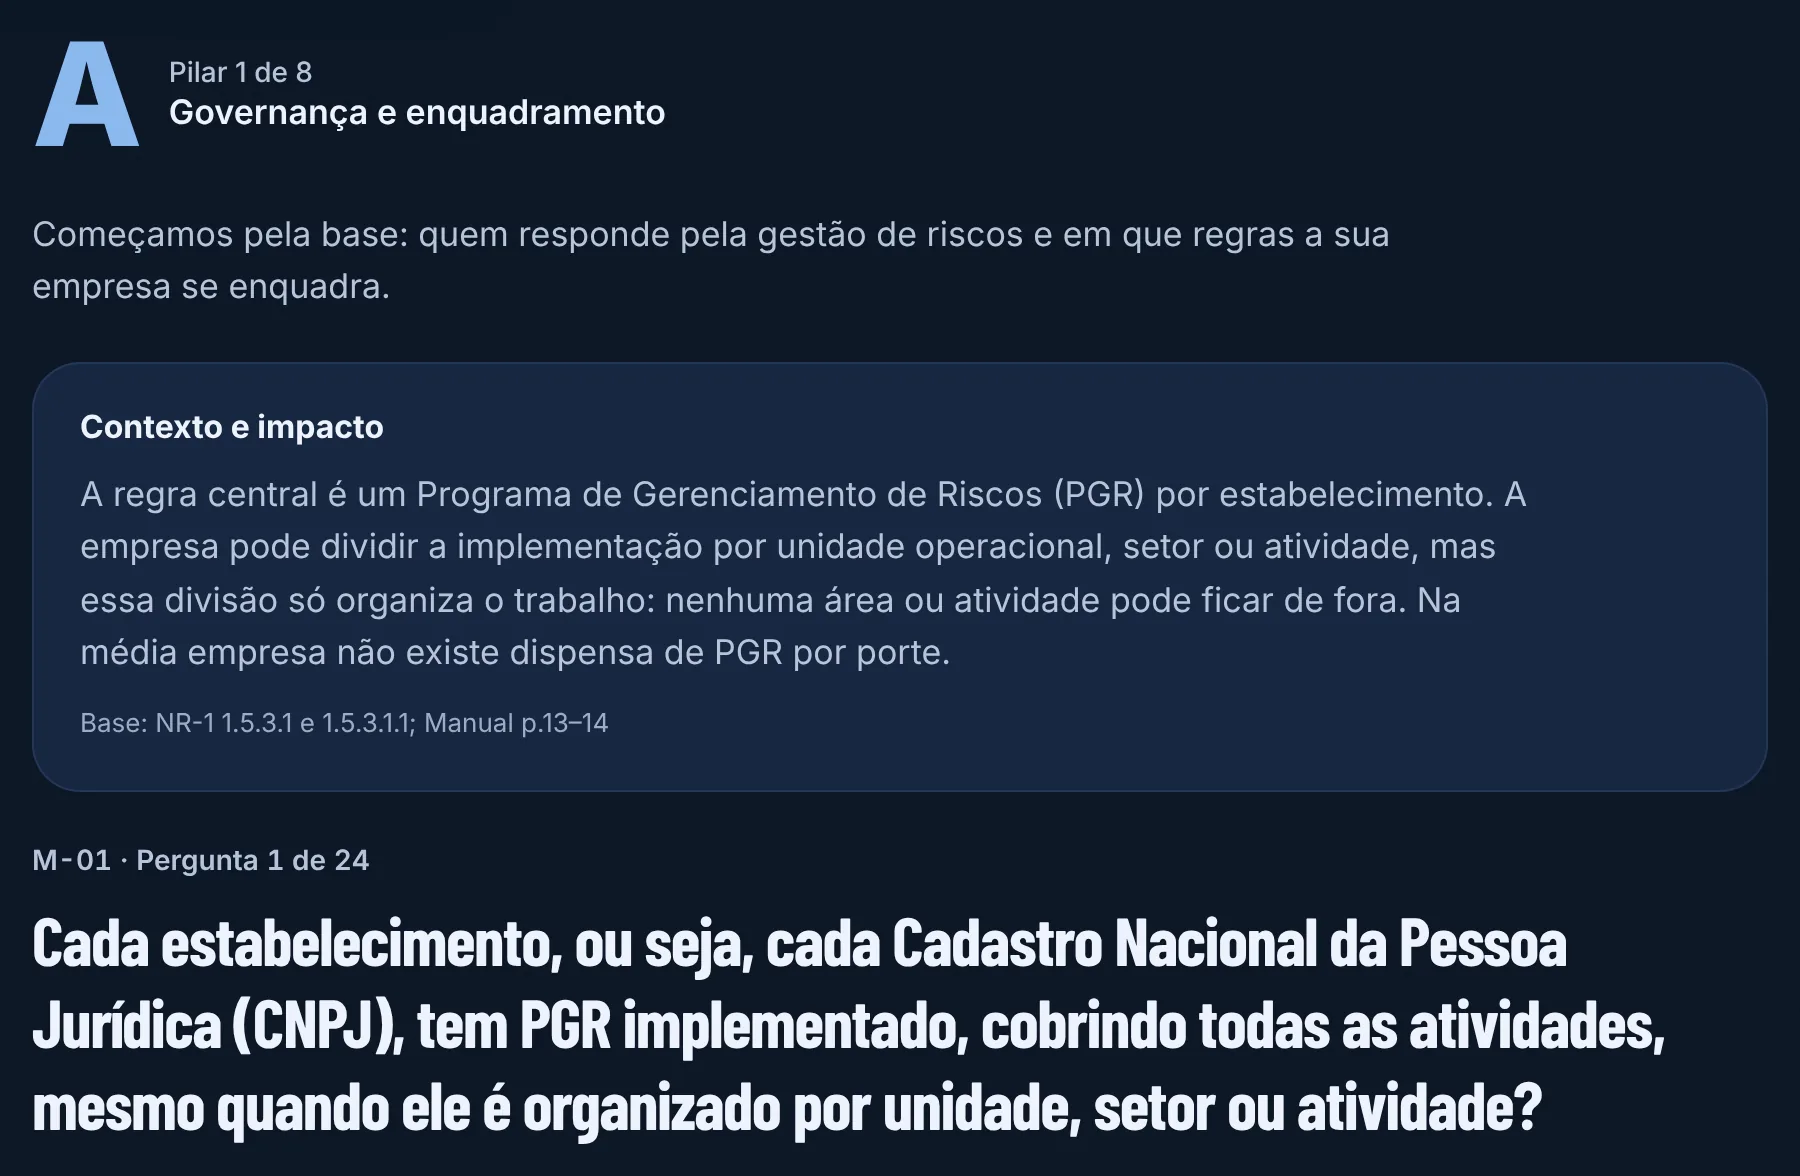 A
Pilar 1 de 8
Governança e enquadramento
Começamos pela base: quem responde pela gestão de riscos e em que regras a sua
empresa se enquadra.
Contexto e impacto
A regra central é um Programa de Gerenciamento de Riscos (PGR) por estabelecimento. A
empresa pode dividir a implementação por unidade operacional, setor ou atividade, mas
essa divisão só organiza o trabalho: nenhuma área ou atividade pode ficar de fora. Na
média empresa não existe dispensa de PGR por porte.
Base: NR-1 1.5.3.1 e 1.5.3.1.1; Manual p.13–14
M-01 · Pergunta 1 de 24
Cada estabelecimento, ou seja, cada Cadastro Nacional da Pessoa
Jurídica (CNPJ), tem PGR implementado, cobrindo todas as atividades,
mesmo quando ele é organizado por unidade, setor ou atividade?